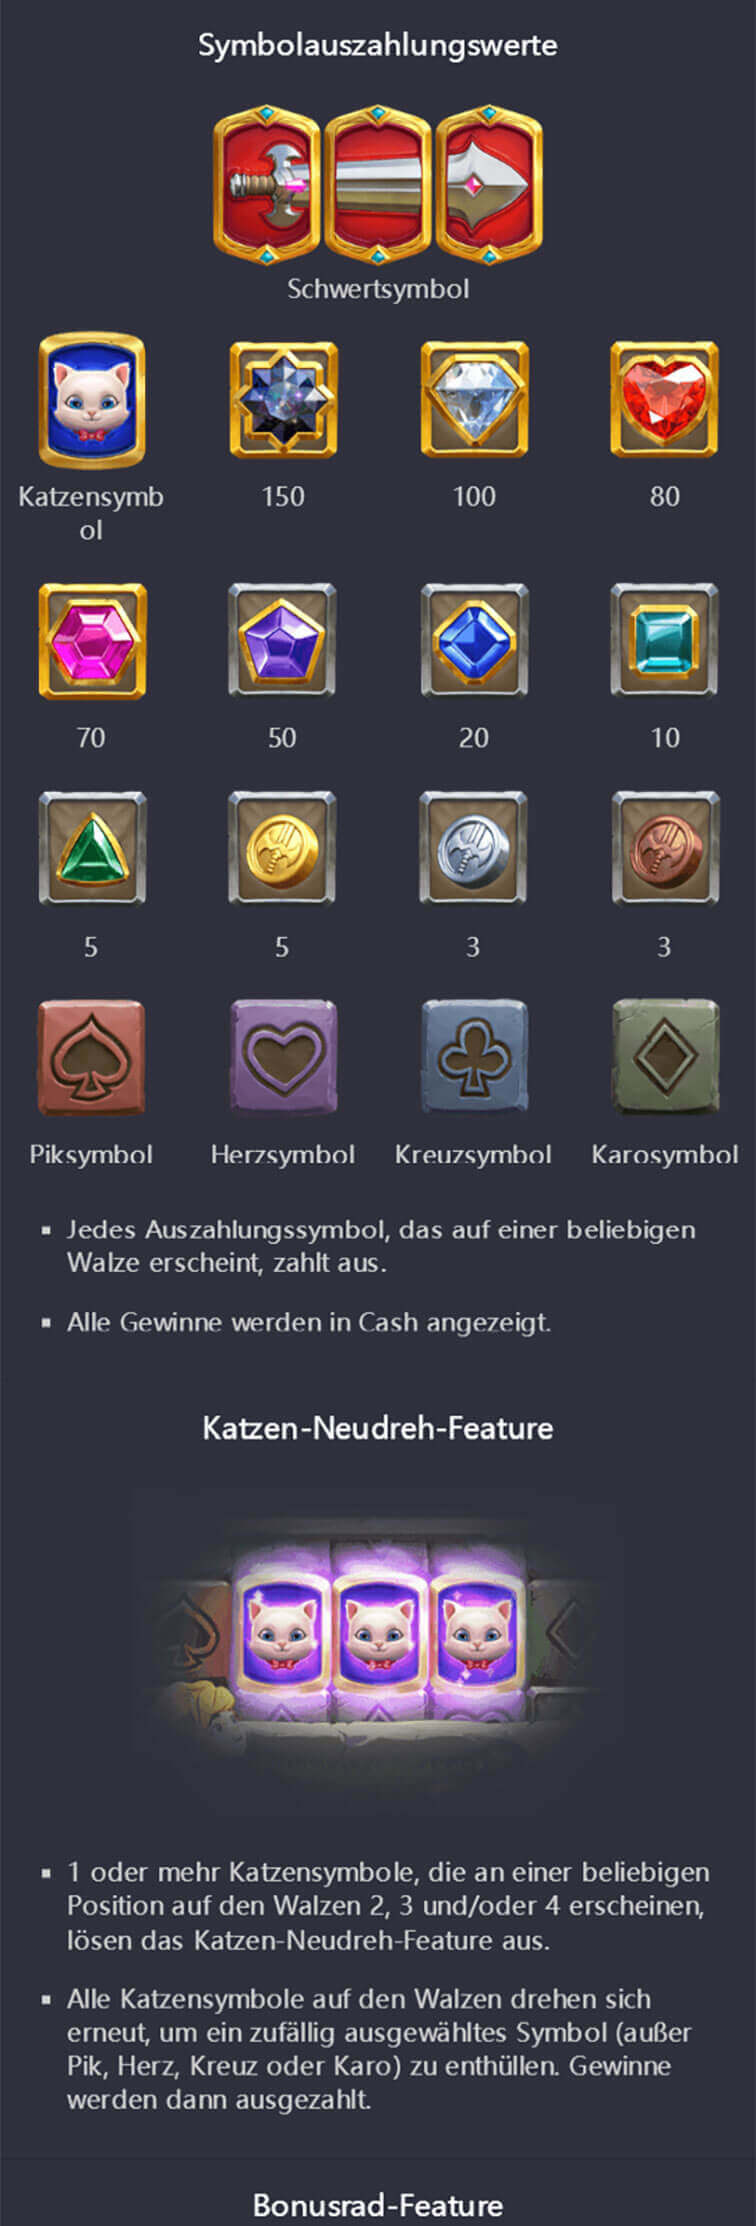 Symbolauszahlungswerte
Schwertsymbol
Katzensymb
ol
150
100
80
70
50
20
10
5
5
3
3
Piksymbol
Herzsymbol
Kreuzsymbol
Karosymbol
▪ Jedes Auszahlungssymbol, das auf einer beliebigen
Walze erscheint, zahlt aus.
▪ Alle Gewinne werden in Cash angezeigt.
Katzen-Neudreh-Feature
▪ 1 oder mehr Katzensymbole, die an einer beliebigen
Position auf den Walzen 2, 3 und/oder 4 erscheinen,
lösen das Katzen-Neudreh-Feature aus.
▪ Alle Katzensymbole auf den Walzen drehen sich
erneut, um ein zufällig ausgewähltes Symbol (außer
Pik, Herz, Kreuz oder Karo) zu enthüllen. Gewinne
werden dann ausgezahlt.
Bonusrad-Feature